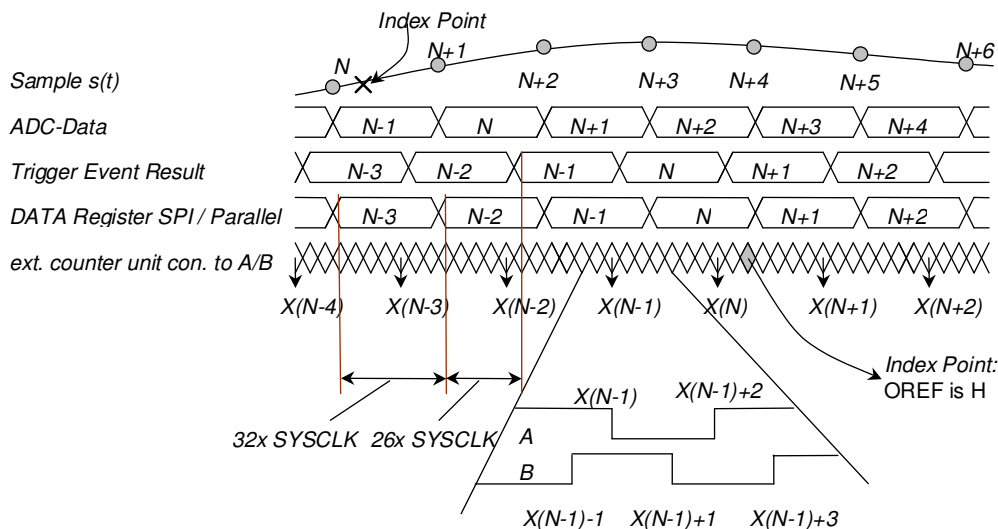 Index Point
N N+1 N+2 N+3 N+4 N+5 N+6
Sample s(t)
ADC-Data N-1 N N+1 N+2 N+3 N+4
Trigger Event Result N-3 N-2 N-1 N N+1 N+2
DATA Register SPI / Parallel N-3 N-2 N-1 N N+1 N+2
ext. counter unit con. to A/B
X(N-4) X(N-3) X(N-2) X(N-1) X(N) X(N+1) X(N+2)
Index Point:
OREF is H
32x SYSCLK 26x SYSCLK
X(N-1) X(N-1)+2
A
B
X(N-1)-1 X(N-1)+1 X(N-1)+3